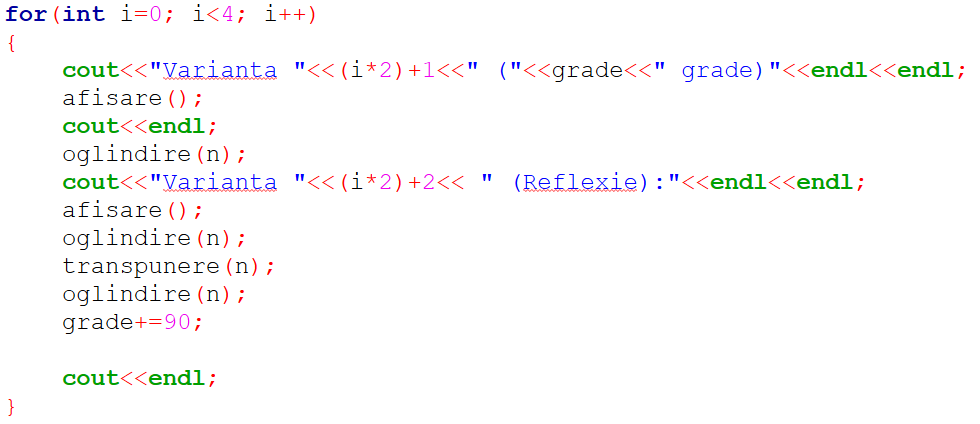 for(int i=0; i<4; i++)
{
    cout<<"Varianta "<<(i*2)+1<<" ("<<grade<<" grade)"<<endl<<endl;
    afisare();
    cout<<endl;
    oglindire(n);
    cout<<"Varianta "<<(i*2)+2<< " (Reflexie):"<<endl<<endl;
    afisare();
    oglindire(n);
    transpunere(n);
    oglindire(n);
    grade+=90;

    cout<<endl;
}